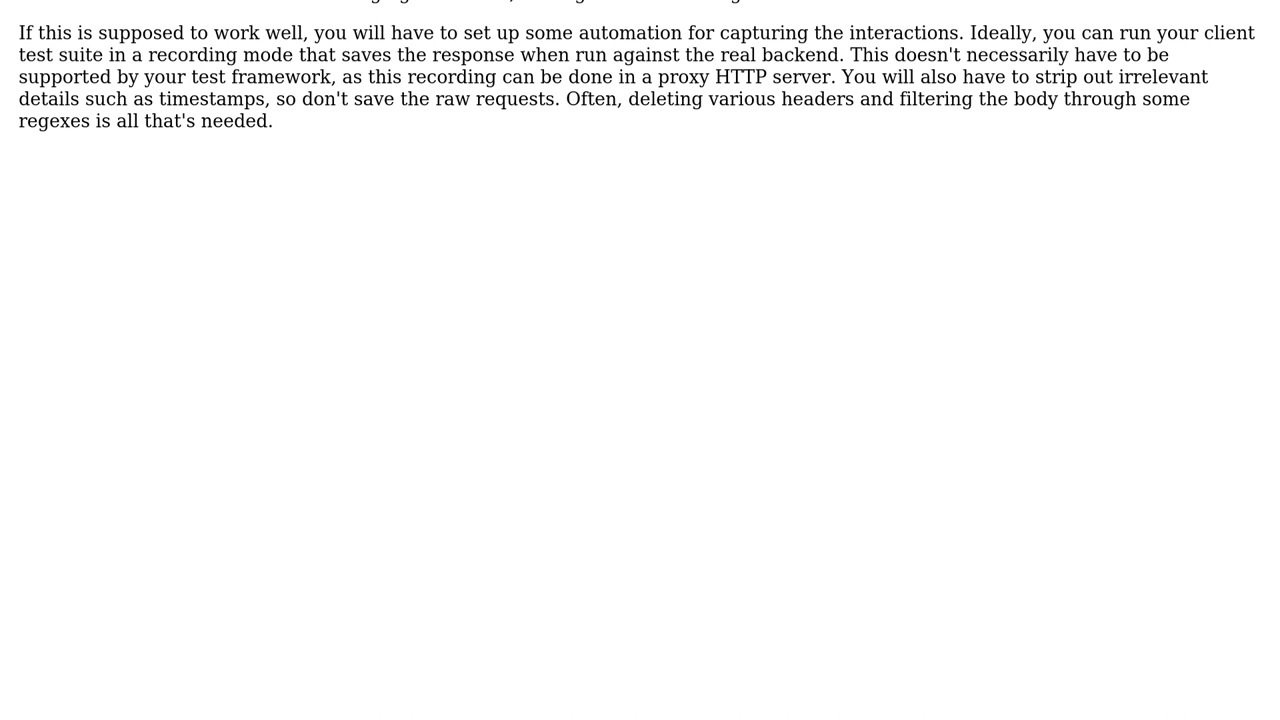 If this is supposed to work well, you will have to set up some automation for capturing the interactions. Ideally, you can run your client
test suite in a recording mode that saves the response when run against the real backend. This doesn't necessarily have to be
supported by your test framework, as this recording can be done in a proxy HTTP server. You will also have to strip out irrelevant
details such as timestamps, so don't save the raw requests. Often, deleting various headers and filtering the body through some
regexes is all that's needed.